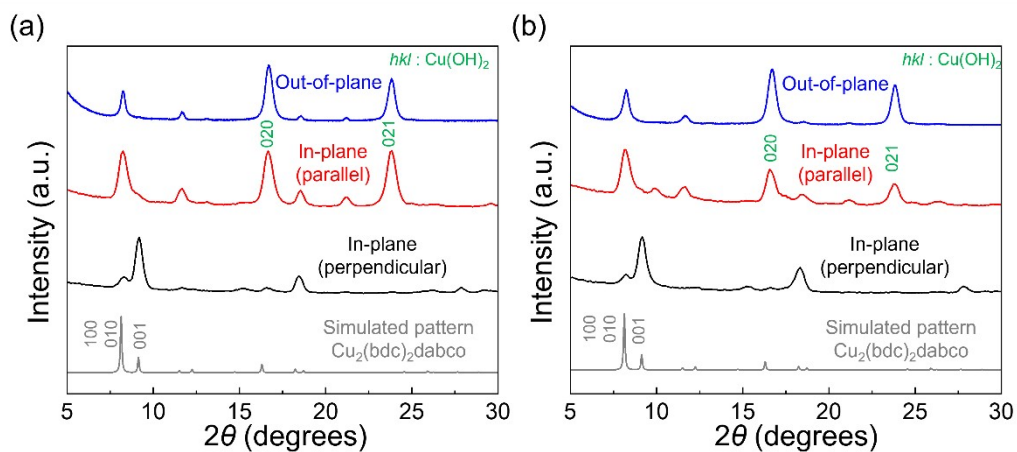 (a)
hkl : Cu(OH)2
Out-of-plane
020
021
In-plane
(parallel)
In-plane
(perpendicular)
100
010
001
Simulated pattern
Cu2(bdc)2dabco
Intensity (a.u.)
5 10 15 20 25 30
2θ (degrees)
(b)
hkl : Cu(OH)2
Out-of-plane
020
021
In-plane
(parallel)
In-plane
(perpendicular)
100
010
001
Simulated pattern
Cu2(bdc)2dabco
Intensity (a.u.)
5 10 15 20 25 30
2θ (degrees)